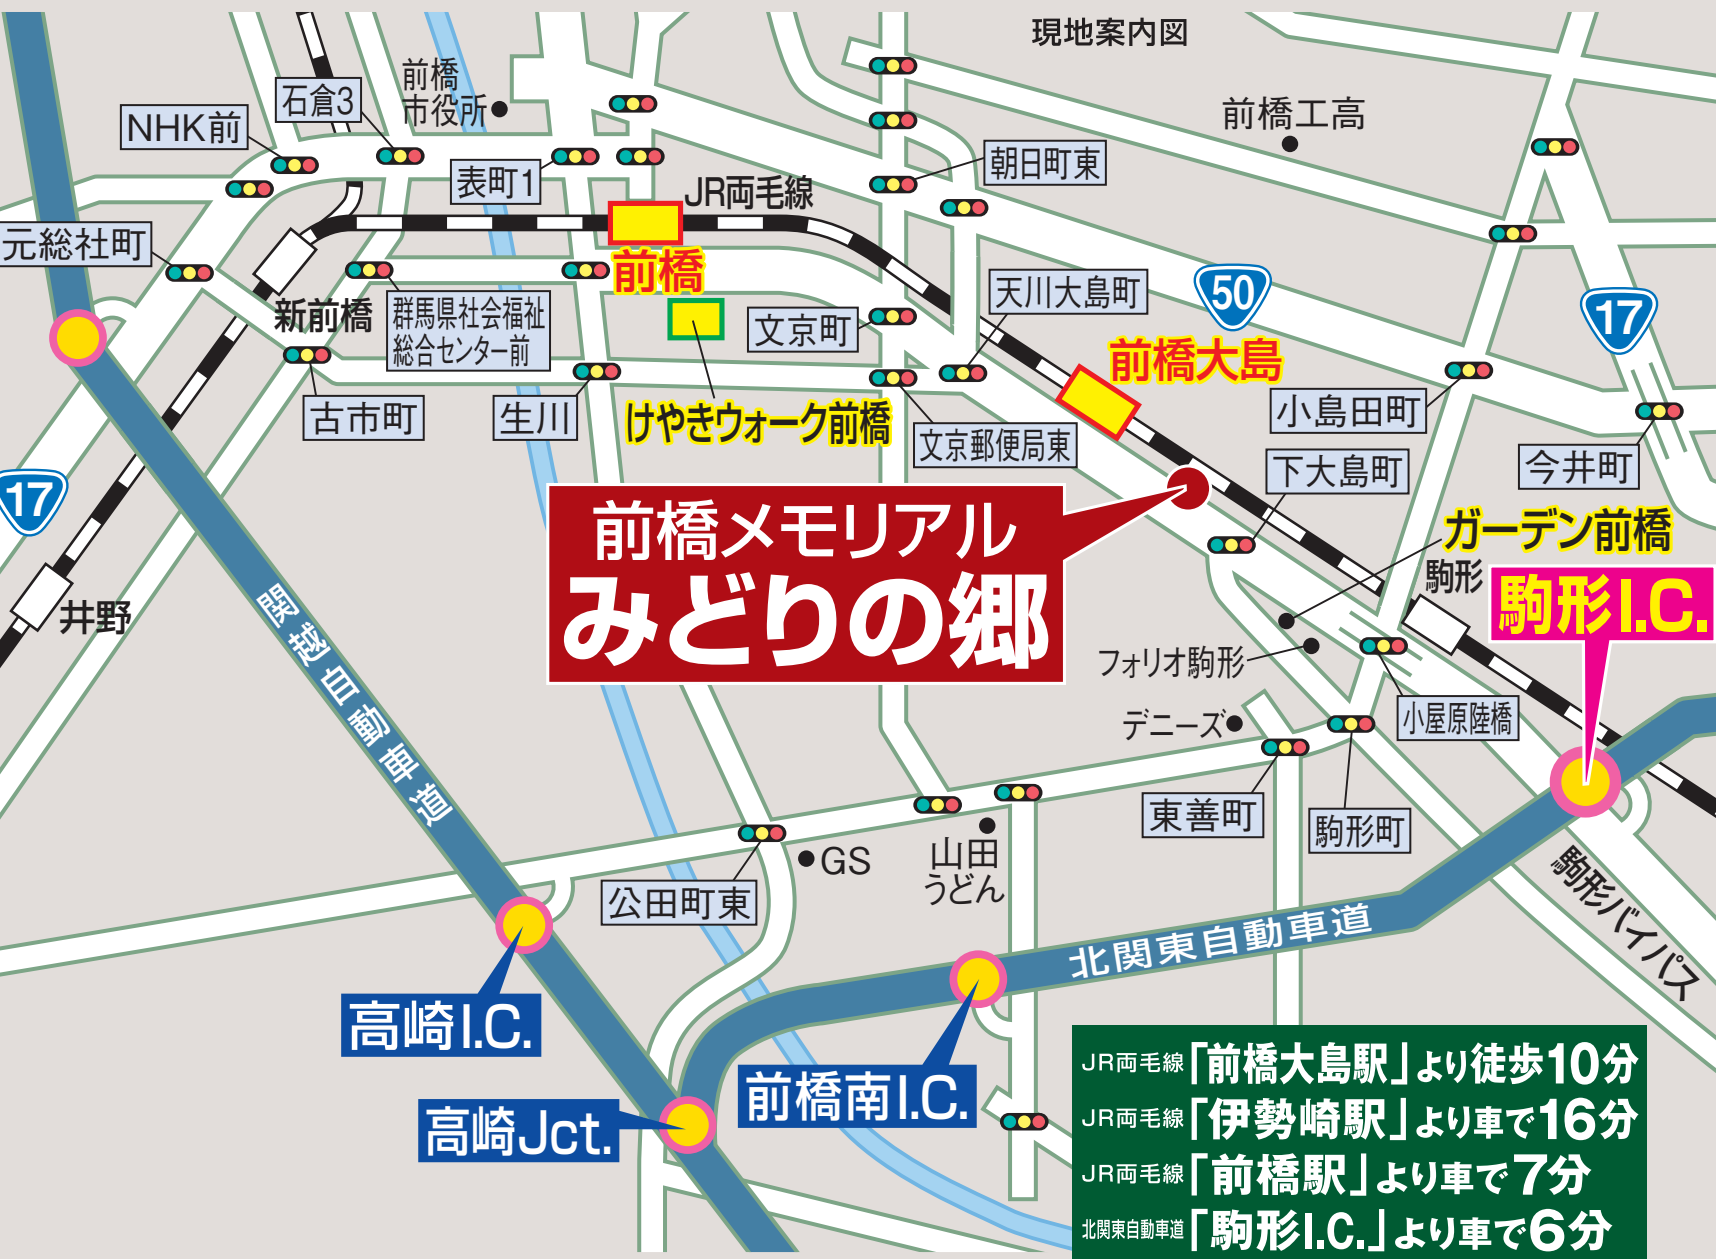 現地案内図
前橋
市役所
石倉3
NHK前
前橋工高
表町1
朝日町東
JR両毛線
元総社町
前橋
天川大島町
50
17
新前橋
群馬県社会福祉
総合センター前
文京町
前橋大島
古市町
生川
けやきウォーク前橋
文京郵便局東
小島田町
下大島町
今井町
17
前橋メモリアル
みどりの郷
ガーデン前橋
駒形
駒形I.C.
井野
関越自動車道
フォリオ駒形
デニーズ
小屋原陸橋
東善町
駒形町
GS
山田
うどん
公田町東
駒形バイパス
北関東自動車道
高崎I.C.
前橋南I.C.
高崎Jct.
JR両毛線「前橋大島駅」より徒歩10分
JR両毛線「伊勢崎駅」より車で16分
JR両毛線「前橋駅」より車で7分
北関東自動車道「駒形I.C.」より車で6分